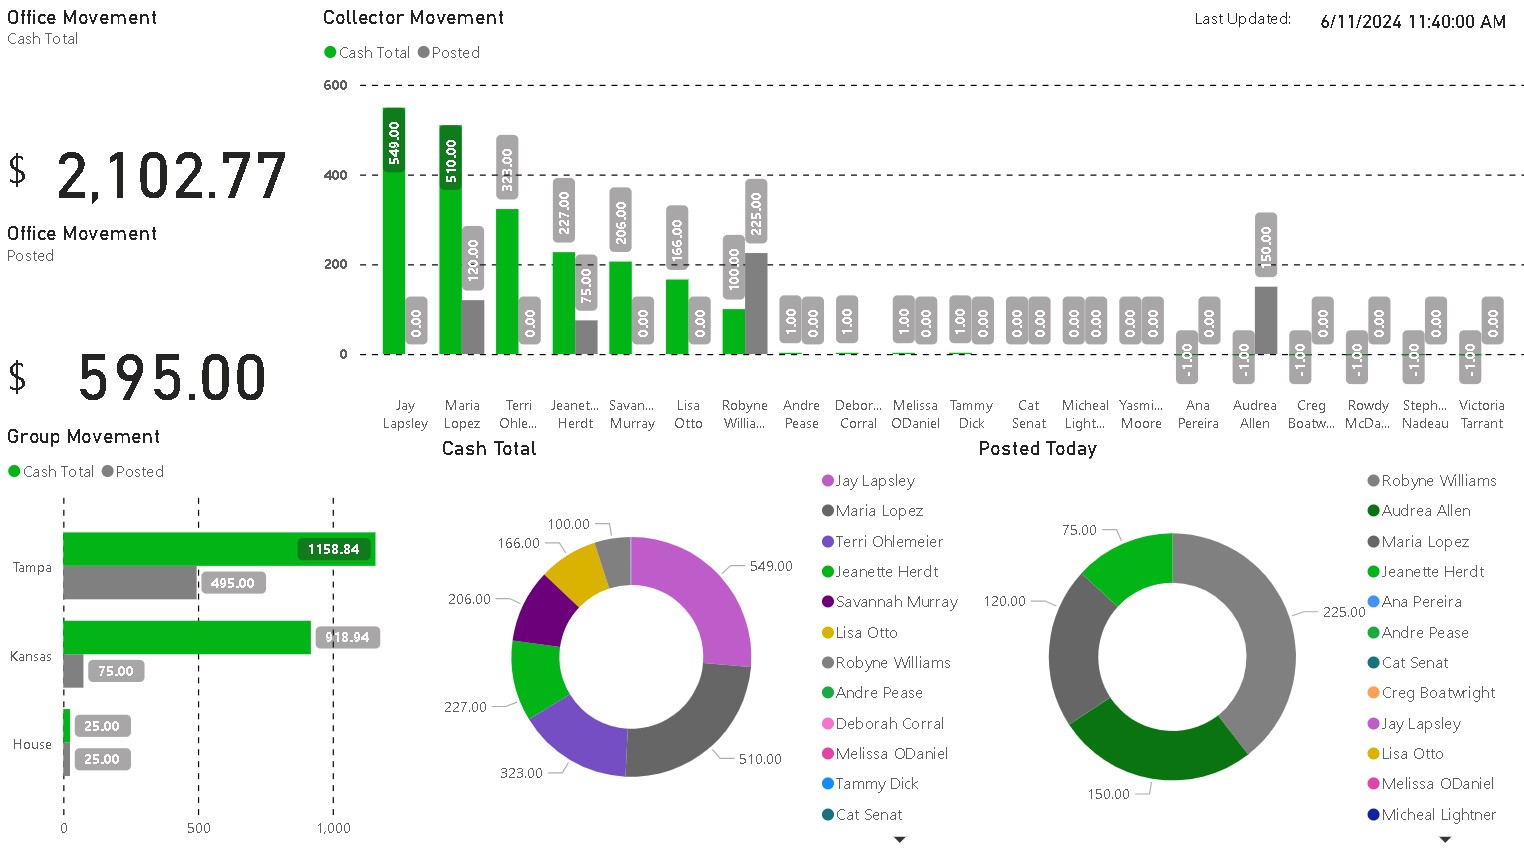 Office Movement
Cash Total
$ 2,102.77
Office Movement
Posted
$ 595.00
Collector Movement
Last Updated: 6/11/2024 11:40:00 AM
Cash Total Posted
600
400
200
0
549.00 0.00
510.00 120.00
323.00 0.00
227.00 75.00
206.00 0.00
166.00 0.00
100.00 225.00
1.00 0.00
1.00
1.00 0.00
1.00 0.00
0.00 0.00
0.00 0.00
0.00 0.00
-1.00 0.00
-1.00 150.00
-1.00 0.00
-1.00 0.00
-1.00 0.00
-1.00 0.00
Jay Lapsley
Maria Lopez
Terri Ohle...
Jeanet... Herdt
Savan... Murray
Lisa Otto
Robyne Willia...
Andre Pease
Debor... Corral
Melissa ODaniel
Tammy Dick
Cat Senat
Micheal Light...
Yasmi... Moore
Ana Pereira
Audrea Allen
Creg Boatw...
Rowdy McDa...
Steph... Nadeau
Victoria Tarrant
Group Movement
Cash Total Posted
Tampa
1158.84
495.00
Kansas
918.94
75.00
House
25.00
25.00
0 500 1,000
Cash Total
100.00
166.00
206.00
227.00
323.00
510.00
549.00
Jay Lapsley
Maria Lopez
Terri Ohlemeier
Jeanette Herdt
Savannah Murray
Lisa Otto
Robyne Williams
Andre Pease
Deborah Corral
Melissa ODaniel
Tammy Dick
Cat Senat
Posted Today
75.00
120.00
150.00
225.00
Robyne Williams
Audrea Allen
Maria Lopez
Jeanette Herdt
Ana Pereira
Andre Pease
Cat Senat
Creg Boatwright
Jay Lapsley
Lisa Otto
Melissa ODaniel
Micheal Lightner